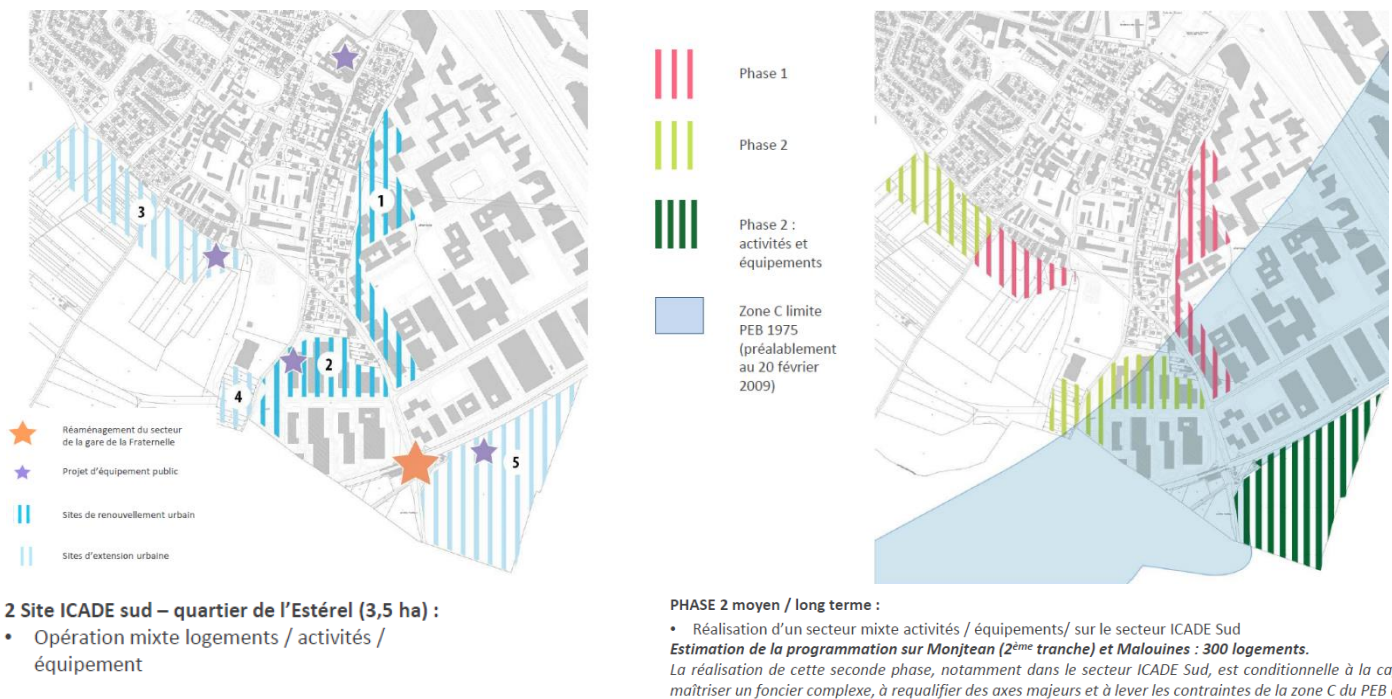 3
1
2
4
5
Réaménagement du secteur
de la gare de la Fraternelle
Projet d'équipement public
Sites de renouvellement urbain
Sites d'extension urbaine
2 Site ICADE sud – quartier de l'Estérel (3,5 ha) :
• Opération mixte logements / activités /
équipement
Phase 1
Phase 2
Phase 2 :
activités et
équipements
Zone C limite
PEB 1975
(préalablement
au 20 février
2009)
PHASE 2 moyen / long terme :
• Réalisation d'un secteur mixte activités / équipements/ sur le secteur ICADE Sud
Estimation de la programmation sur Monjtean (2ème tranche) et Malouines : 300 logements.
La réalisation de cette seconde phase, notamment dans le secteur ICADE Sud, est conditionnelle à la ca
maîtriser un foncier complexe, à requalifier des axes majeurs et à lever les contraintes de la zone C du PEB